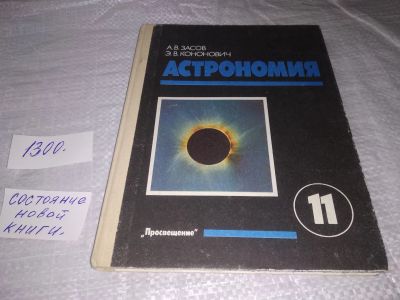 А.В. ЗАСОВ
Э.В. КОНОНОВИЧ
АСТРОНОМИЯ
11
„Просвещение"
1300.
СОСТОЯНИЕ
НОВОЙ
КНИГИ.